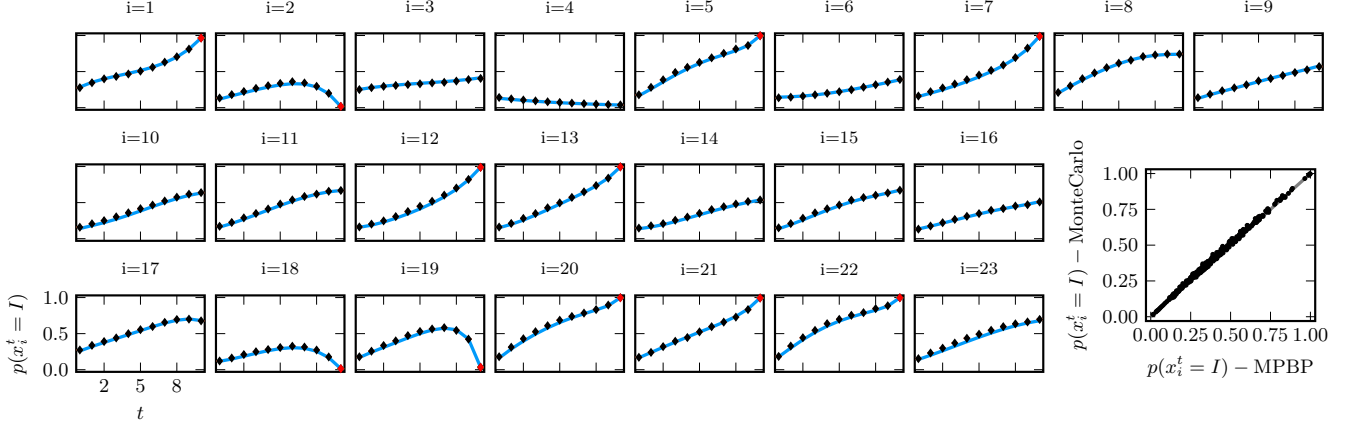 i=1 i=2 i=3 i=4 i=5 i=6 i=7 i=8 i=9
i=10 i=11 i=12 i=13 i=14 i=15 i=16
i=17 i=18 i=19 i=20 i=21 i=22 i=23
p(x_i^t = I)
1.0
0.5
0.0
2 5 8
t
p(x_i^t = I) − MonteCarlo
1.00
0.75
0.50
0.25
0.00
0.00 0.25 0.50 0.75 1.00
p(x_i^t = I) − MPBP